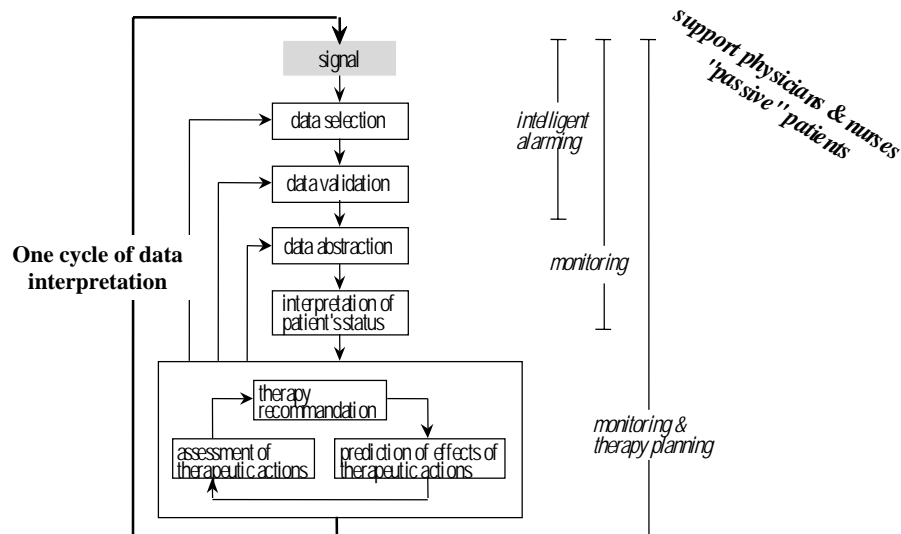 support physicians & nurses
"passive" patients
signal
data selection
intelligent
alarming
data validation
One cycle of data
interpretation
data abstraction
monitoring
interpretation of
patient's status
therapy
recommandation
monitoring &
therapy planning
assessment of
therapeutic actions
prediction of effects of
therapeutic actions